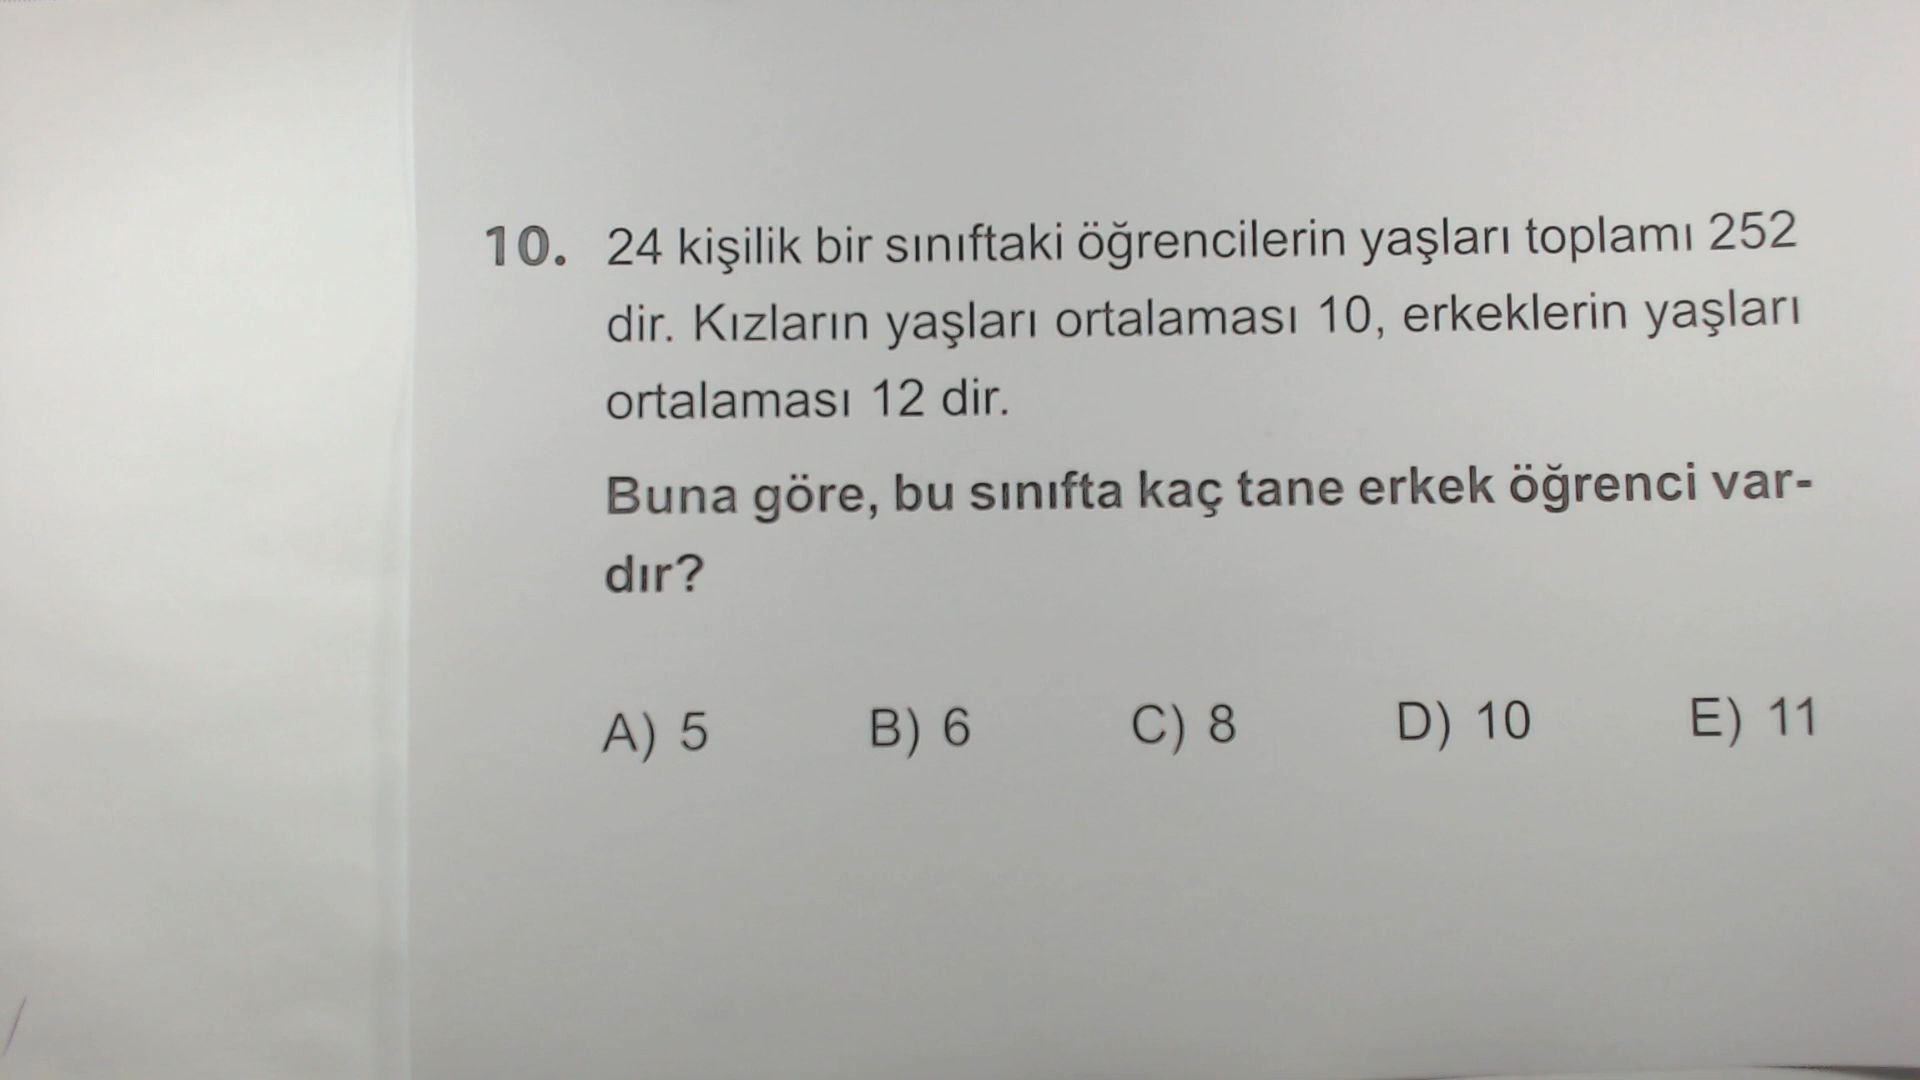 10. 24 kişilik bir sınıftaki öğrencilerin yaşları toplamı 252
dir. Kızların yaşları ortalaması 10, erkeklerin yaşları
ortalaması 12 dir.
Buna göre, bu sınıfta kaç tane erkek öğrenci var-
dır?
A) 5 B) 6 C) 8 D) 10 E) 11